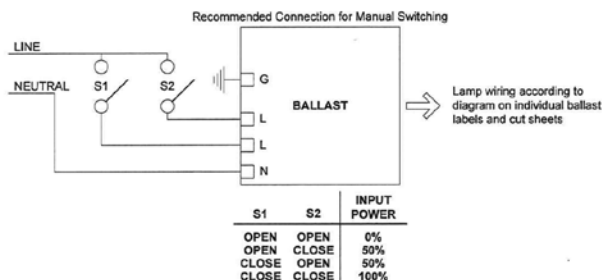 Recommended Connection for Manual Switching
LINE
NEUTRAL
S1
S2
G
BALLAST
L
L
N
Lamp wiring according to
diagram on individual ballast
labels and cut sheets
S1 S2 INPUT POWER
OPEN OPEN 0%
OPEN CLOSE 50%
CLOSE OPEN 50%
CLOSE CLOSE 100%